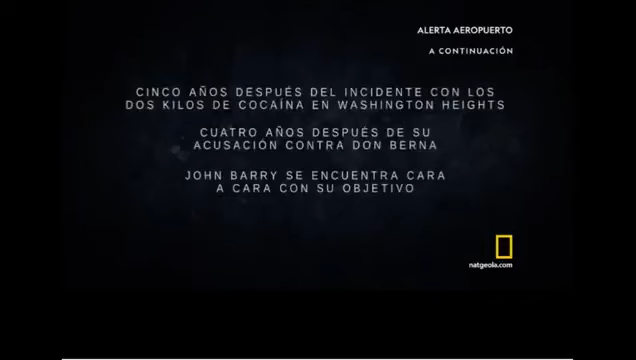 ALERTA AEROPUERTO
A CONTINUACIÓN
CINCO AÑOS DESPUÉS DEL INCIDENTE CON LOS
DOS KILOS DE COCAÍNA EN WASHINGTON HEIGHTS
CUATRO AÑOS DESPUÉS DE SU
ACUSACIÓN CONTRA DON BERNA
JOHN BARRY SE ENCUENTRA CARA
A CARA CON SU OBJETIVO
natgeola.com